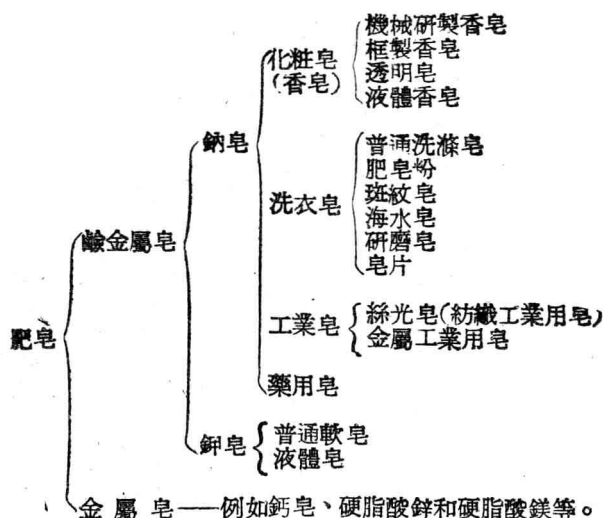 機械研製香皂
化粧皂
框製香皂
(香皂)
透明皂
液體香皂
鈉皂
普通洗滌皂
肥皂粉
洗衣皂
斑紋皂
海水皂
研磨皂
皂片
鹼金屬皂
工業皂
絲光皂(紡織工業用皂)
金屬工業用皂
肥皂
藥用皂
鉀皂
普通軟皂
液體皂
金屬皂——例如鈣皂、硬脂酸鋅和硬脂酸鎂等。